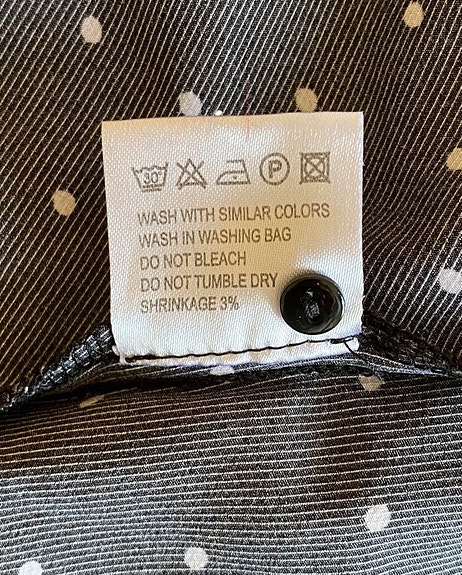 30°
P
WASH WITH SIMILAR COLORS
WASH IN WASHING BAG
DO NOT BLEACH
DO NOT TUMBLE DRY
SHRINKAGE 3%